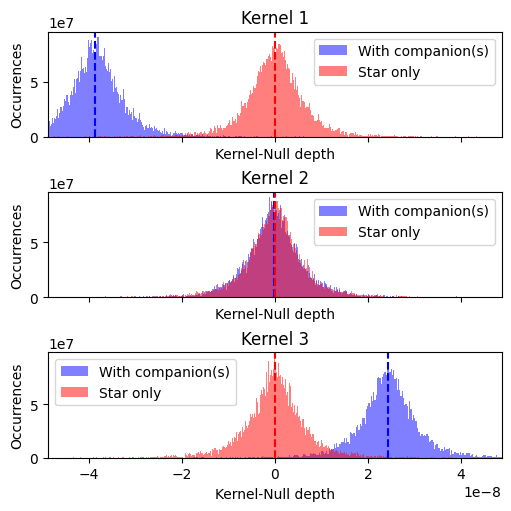 Kernel 1
1e7
With companion(s)
Star only
5
0
Occurrences
Kernel-Null depth
Kernel 2
1e7
With companion(s)
Star only
5
0
Occurrences
Kernel-Null depth
Kernel 3
1e7
With companion(s)
Star only
5
0
Occurrences
−4 −2 0 2 4
Kernel-Null depth
1e−8